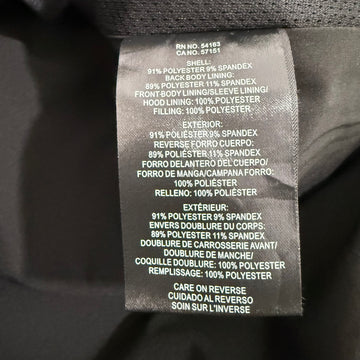 RN NO. 54163
CA NO. 57151
SHELL:
91% POLYESTER 9% SPANDEX
BACK BODY LINING:
89% POLYESTER 11% SPANDEX
FRONT-BODY LINING/SLEEVE LINING/
HOOD LINING: 100% POLYESTER
FILLING: 100% POLYESTER
EXTERIOR:
91% POLIÉSTER 9% SPANDEX
REVERSE FORRO CUERPO:
89% POLIÉSTER 11% SPANDEX
FORRO DELANTERO DEL CUERPO/
FORRO DE MANGA/CAMPANA FORRO:
100% POLIÉSTER
RELLENO: 100% POLIÉSTER
EXTÉRIEUR:
91% POLYESTER 9% SPANDEX
ENVERS DOUBLURE DU CORPS:
89% POLYESTER 11% SPANDEX
DOUBLURE DE CARROSSERIE AVANT/
DOUBLURE DE MANCHE/
COQUILLE DOUBLURE: 100% POLYESTER
REMPLISSAGE: 100% POLYESTER
CARE ON REVERSE
CUIDADO AL REVERSO
SOIN SUR L'INVERSE